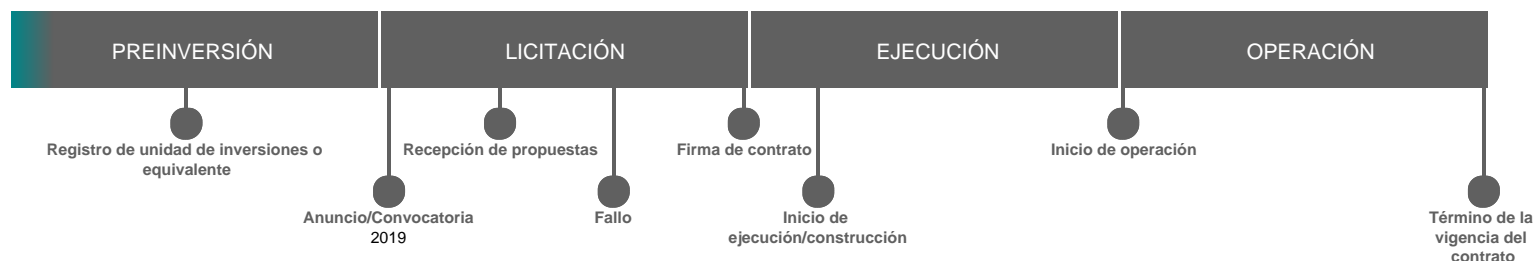 PREINVERSIÓN
LICITACIÓN
EJECUCIÓN
OPERACIÓN
Registro de unidad de inversiones o
equivalente
Recepción de propuestas
Firma de contrato
Inicio de operación
Anuncio/Convocatoria
2019
Fallo
Inicio de
ejecución/construcción
Término de la
vigencia del
contrato